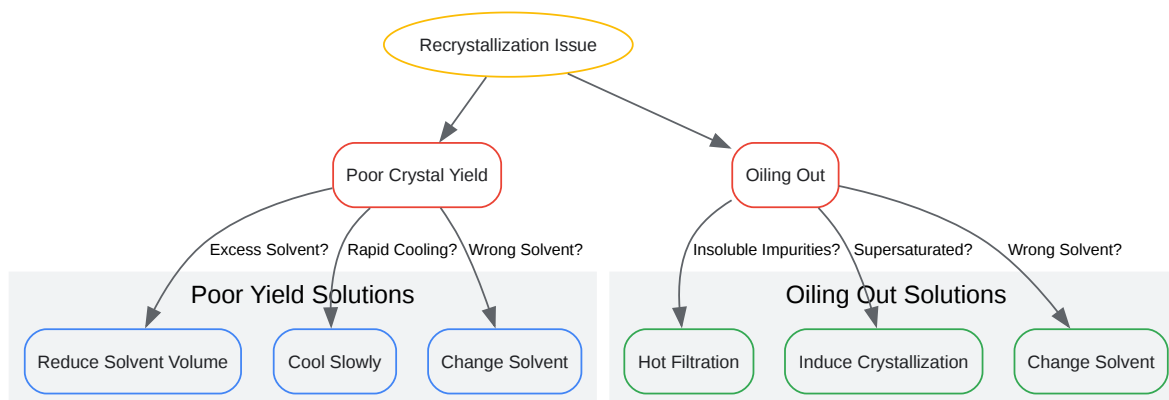 Recrystallization Issue
Poor Crystal Yield
Oiling Out
Excess Solvent?
Rapid Cooling?
Wrong Solvent?
Insoluble Impurities?
Supersaturated?
Wrong Solvent?
Poor Yield Solutions
Oiling Out Solutions
Reduce Solvent Volume
Cool Slowly
Change Solvent
Hot Filtration
Induce Crystallization
Change Solvent